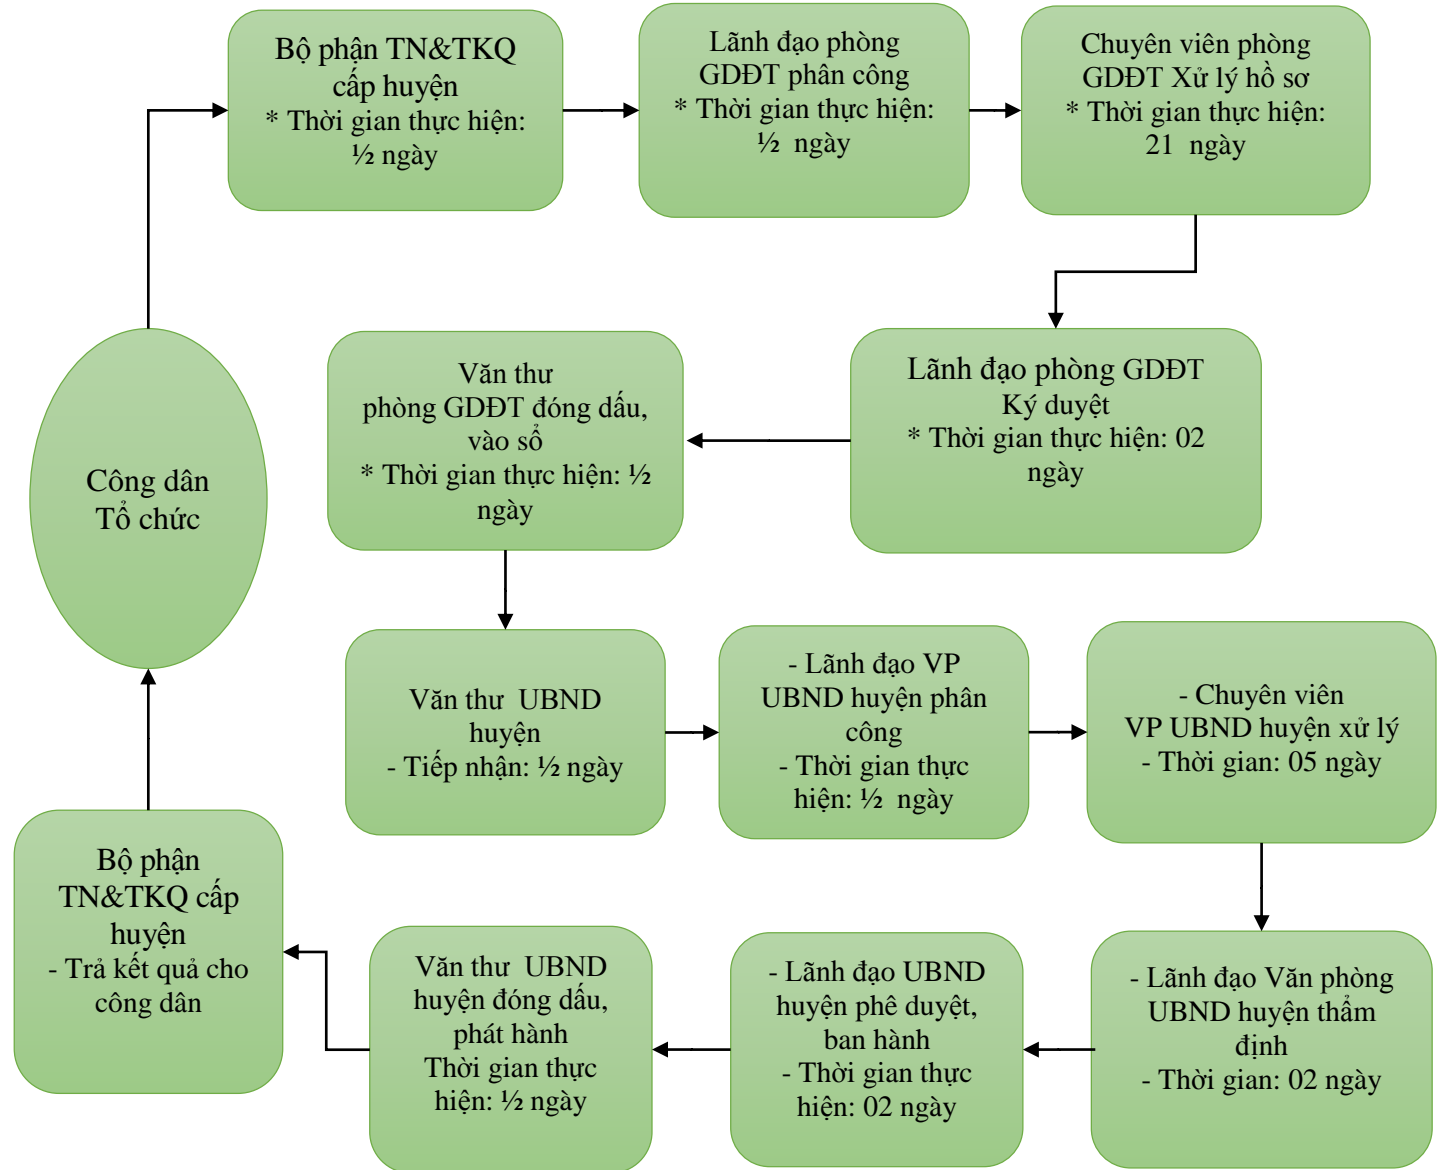 Bộ phận TN&TKQ
cấp huyện
* Thời gian thực hiện:
½ ngày
Lãnh đạo phòng
GDĐT phân công
* Thời gian thực hiện:
½ ngày
Chuyên viên phòng
GDĐT Xử lý hồ sơ
* Thời gian thực hiện:
21 ngày
Lãnh đạo phòng GDĐT
Ký duyệt
* Thời gian thực hiện: 02
ngày
Văn thư
phòng GDĐT đóng dấu,
vào sổ
* Thời gian thực hiện: ½
ngày
Công dân
Tổ chức
Văn thư UBND
huyện
- Tiếp nhận: ½ ngày
- Lãnh đạo VP
UBND huyện phân
công
- Thời gian thực
hiện: ½ ngày
- Chuyên viên
VP UBND huyện xử lý
- Thời gian: 05 ngày
- Lãnh đạo Văn phòng
UBND huyện thẩm
định
- Thời gian: 02 ngày
- Lãnh đạo UBND
huyện phê duyệt,
ban hành
- Thời gian thực
hiện: 02 ngày
Văn thư UBND
huyện đóng dấu,
phát hành
Thời gian thực
hiện: ½ ngày
Bộ phận
TN&TKQ cấp
huyện
- Trả kết quả cho
công dân